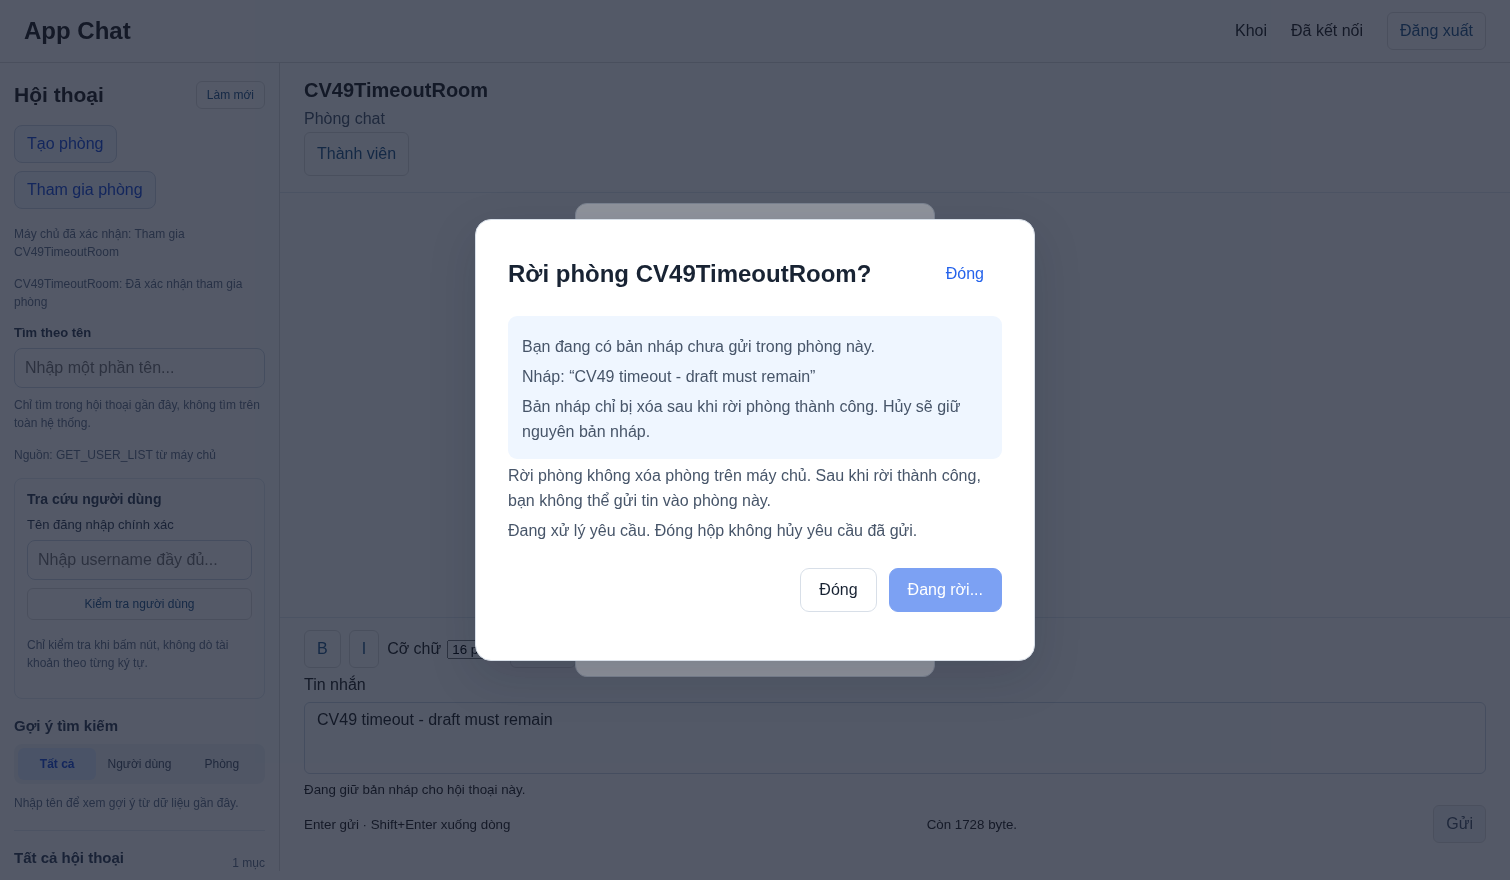 App Chat
Khoi
Đã kết nối
Đăng xuất
Hội thoại
Làm mới
Tạo phòng
Tham gia phòng
Máy chủ đã xác nhận: Tham gia
CV49TimeoutRoom
CV49TimeoutRoom: Đã xác nhận tham gia
phòng
Tìm theo tên
Nhập một phần tên...
Chỉ tìm trong hội thoại gần đây, không tìm trên
toàn hệ thống.
Nguồn: GET_USER_LIST từ máy chủ
Tra cứu người dùng
Tên đăng nhập chính xác
Nhập username đầy đủ...
Kiểm tra người dùng
Chỉ kiểm tra khi bấm nút, không dò tài
khoản theo từng ký tự.
Gợi ý tìm kiếm
Tất cả
Người dùng
Phòng
Nhập tên để xem gợi ý từ dữ liệu gần đây.
Tất cả hội thoại
1 mục
CV49TimeoutRoom
Phòng chat
Thành viên
Rời phòng CV49TimeoutRoom?
Đóng
Bạn đang có bản nháp chưa gửi trong phòng này.
Nháp: “CV49 timeout - draft must remain”
Bản nháp chỉ bị xóa sau khi rời phòng thành công. Hủy sẽ giữ
nguyên bản nháp.
Rời phòng không xóa phòng trên máy chủ. Sau khi rời thành công,
bạn không thể gửi tin vào phòng này.
Đang xử lý yêu cầu. Đóng hộp không hủy yêu cầu đã gửi.
Đóng
Đang rời...
B
I
Cỡ chữ
16
Tin nhắn
CV49 timeout - draft must remain
Đang giữ bản nháp cho hội thoại này.
Enter gửi · Shift+Enter xuống dòng
Còn 1728 byte.
Gửi